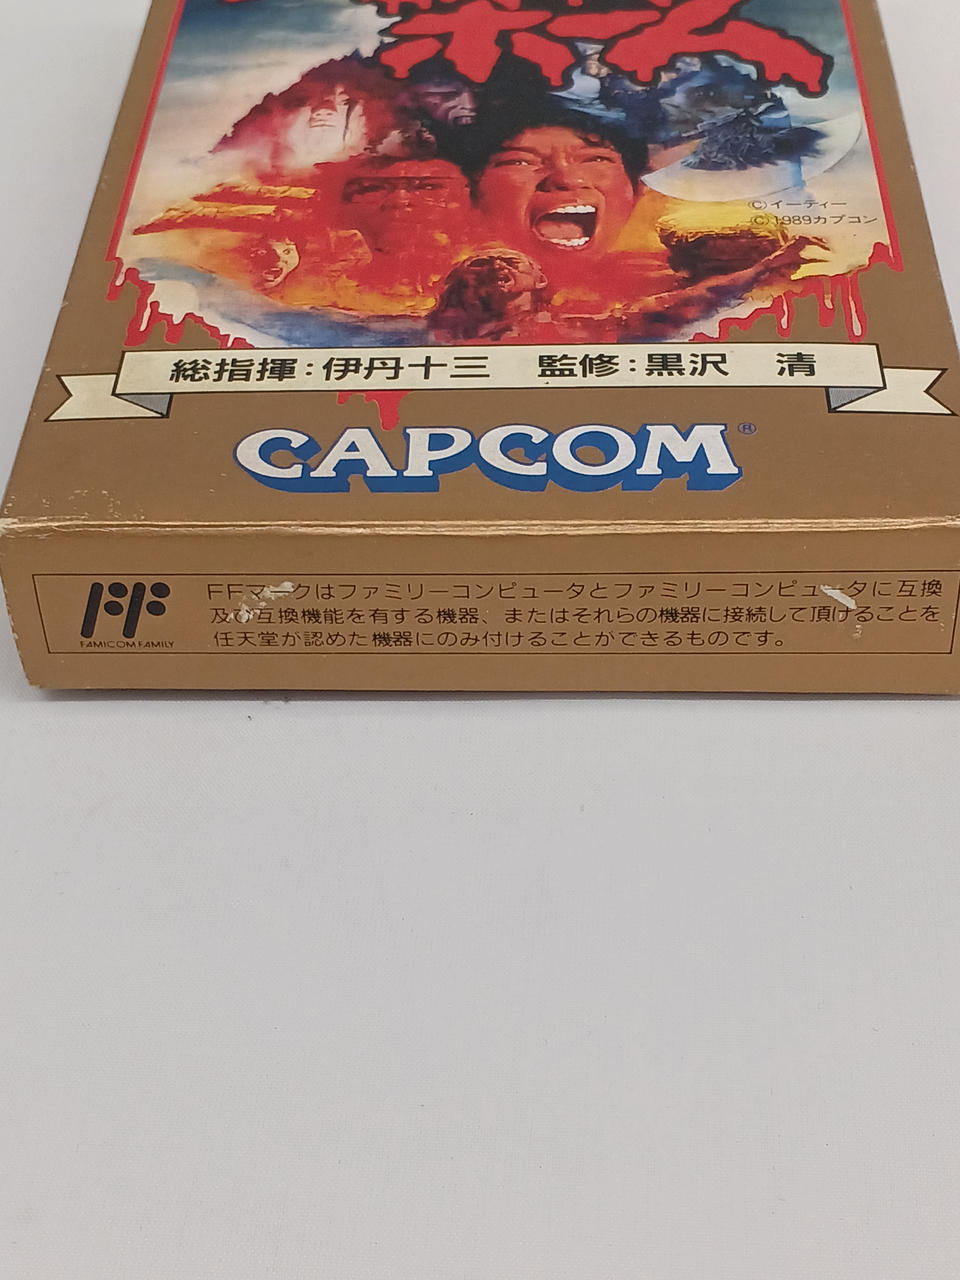 ホーム
©イーティー
©1989カプコン
総指揮:伊丹十三 監修:黒沢 清
CAPCOM®
FF
FAMICOM FAMILY
FFマークはファミリーコンピュータとファミリーコンピュータに互換
及び互換機能を有する機器、またはそれらの機器に接続して頂けることを
任天堂が認めた機器にのみ付けることができるものです。